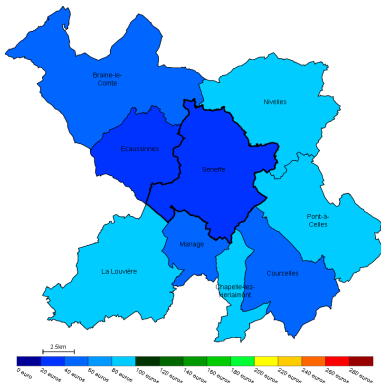 Braine-le-
Comte
Nivelles
Ecaussinnes
Seneffe
Pont-à-
Celles
Manage
La Louvière
Courcelles
Chapelle-lez-
Herlaimont
2.5km
0 euro
20 euros
40 euros
60 euros
80 euros
100 euros
120 euros
140 euros
160 euros
180 euros
200 euros
220 euros
240 euros
260 euros
280 euros